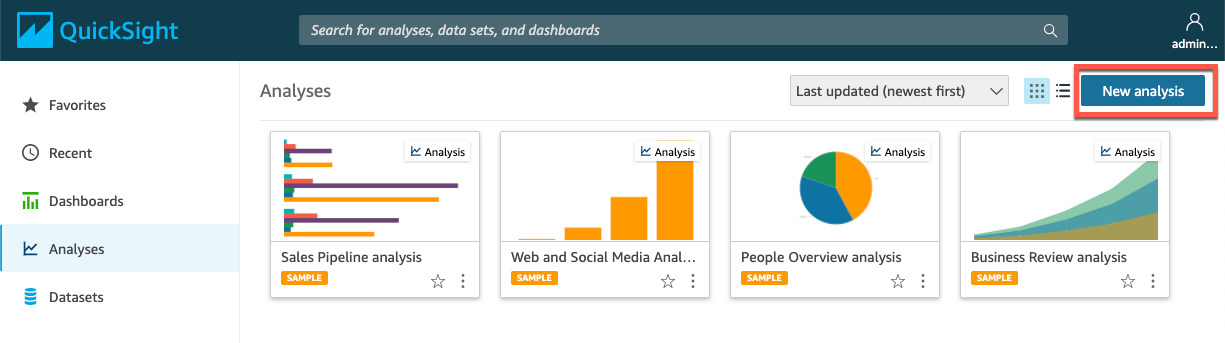 QuickSight
Search for analyses, data sets, and dashboards
admin...
Favorites
Recent
Dashboards
Analyses
Datasets
Analyses
Last updated (newest first)
New analysis
Analysis
Sales Pipeline analysis
SAMPLE
Analysis
Web and Social Media Anal...
SAMPLE
Analysis
People Overview analysis
SAMPLE
Analysis
Business Review analysis
SAMPLE